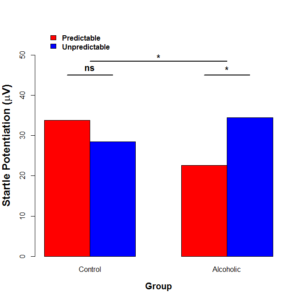 Predictable
Unpredictable
*
ns
*
Startle Potentiation (μV)
50
40
30
20
10
0
Control
Alcoholic
Group